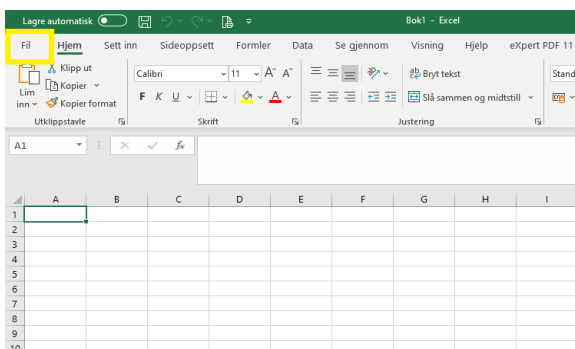 Lagre automatisk
Bok1 - Excel
Fil Hjem Sett inn Sideoppsett Formler Data Se gjennom Visning Hjelp eXpert PDF 11
Lim inn
Klipp ut
Kopier
Kopier format
Utklippstavle
Calibri 11 A A
F K U A
Skrift
ab Bryt tekst
Slå sammen og midtstill
Justering
Stand
A1 fx
A B C D E F G H I
1
2
3
4
5
6
7
8
9
10